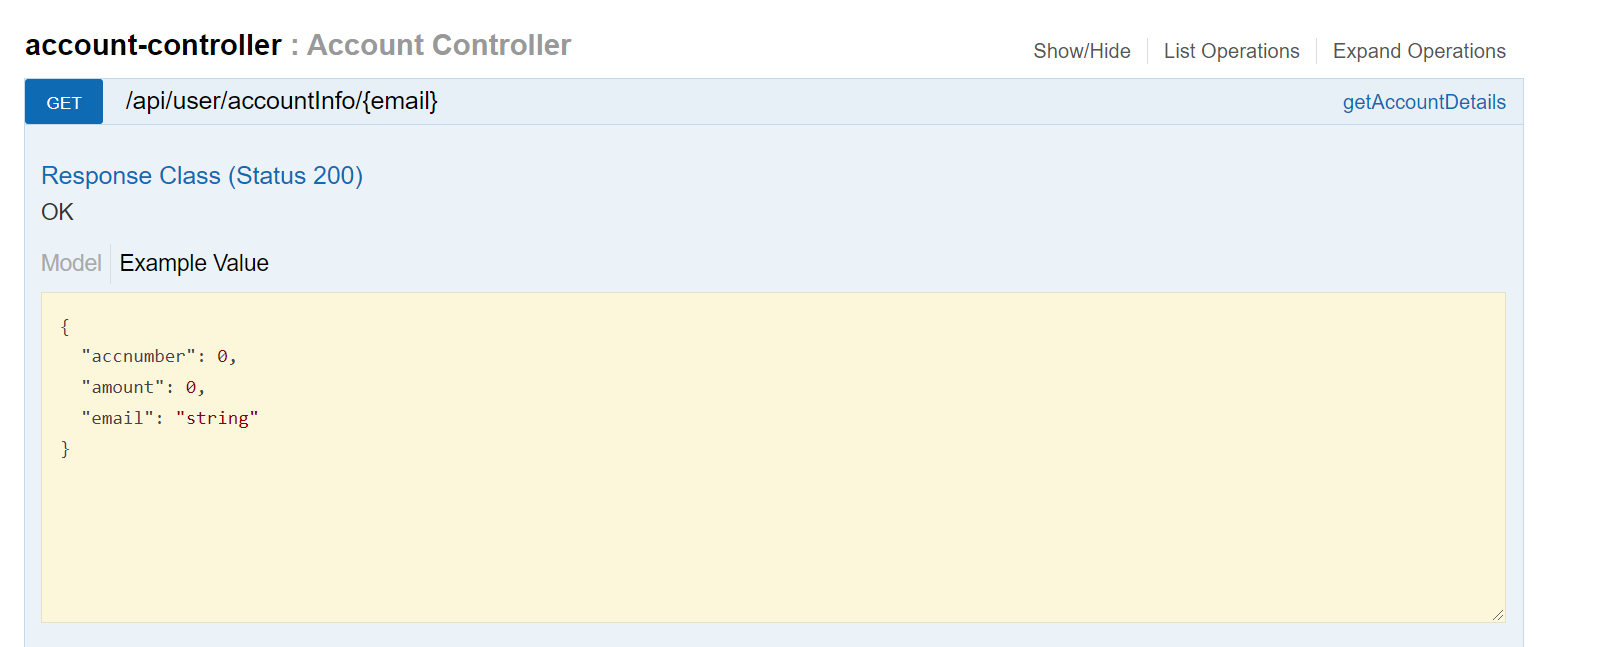 account-controller : Account Controller
Show/Hide
List Operations
Expand Operations
GET
/api/user/accountInfo/{email}
getAccountDetails
Response Class (Status 200)
OK
Model
Example Value
{
  "accnumber": 0,
  "amount": 0,
  "email": "string"
}